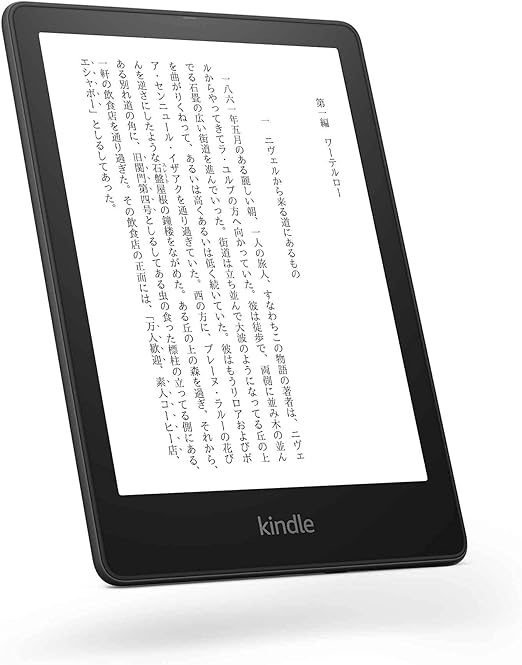 第一編　ワーテルロー
一　ニヴェルから来る道にあるもの
一八六一年五月のある麗しい朝、一人の旅人、すなわちこの物語の著者は、ニヴェ
ルからやってきてラ・ユルプの方へ向かっていた。彼は徒歩で、両側に並み木の並ん
でる石畳の広い街道を進んでいった。街道は立ち並んで大波のようになってる丘の上
を曲がりくねって、あるいは高くあるいは低く続いていた。彼はもうリロアおよびボ
ア・センニュール・イザアクを通り過ぎていた。西の方に、ブレーヌ・ラルーの花び
んを逆さにしたような石盤屋根の鐘楼をながめた。ある丘の上の森を過ぎ、それから、
ある別れ道の角に、旧関門第四号としるしてある虫の食った標柱の立ってる側にある、
一軒の飲食店を通り過ぎた。その飲食店の正面には、「万人歓迎、素人コーヒー店、
エシャボー」としるしてあった。
kindle